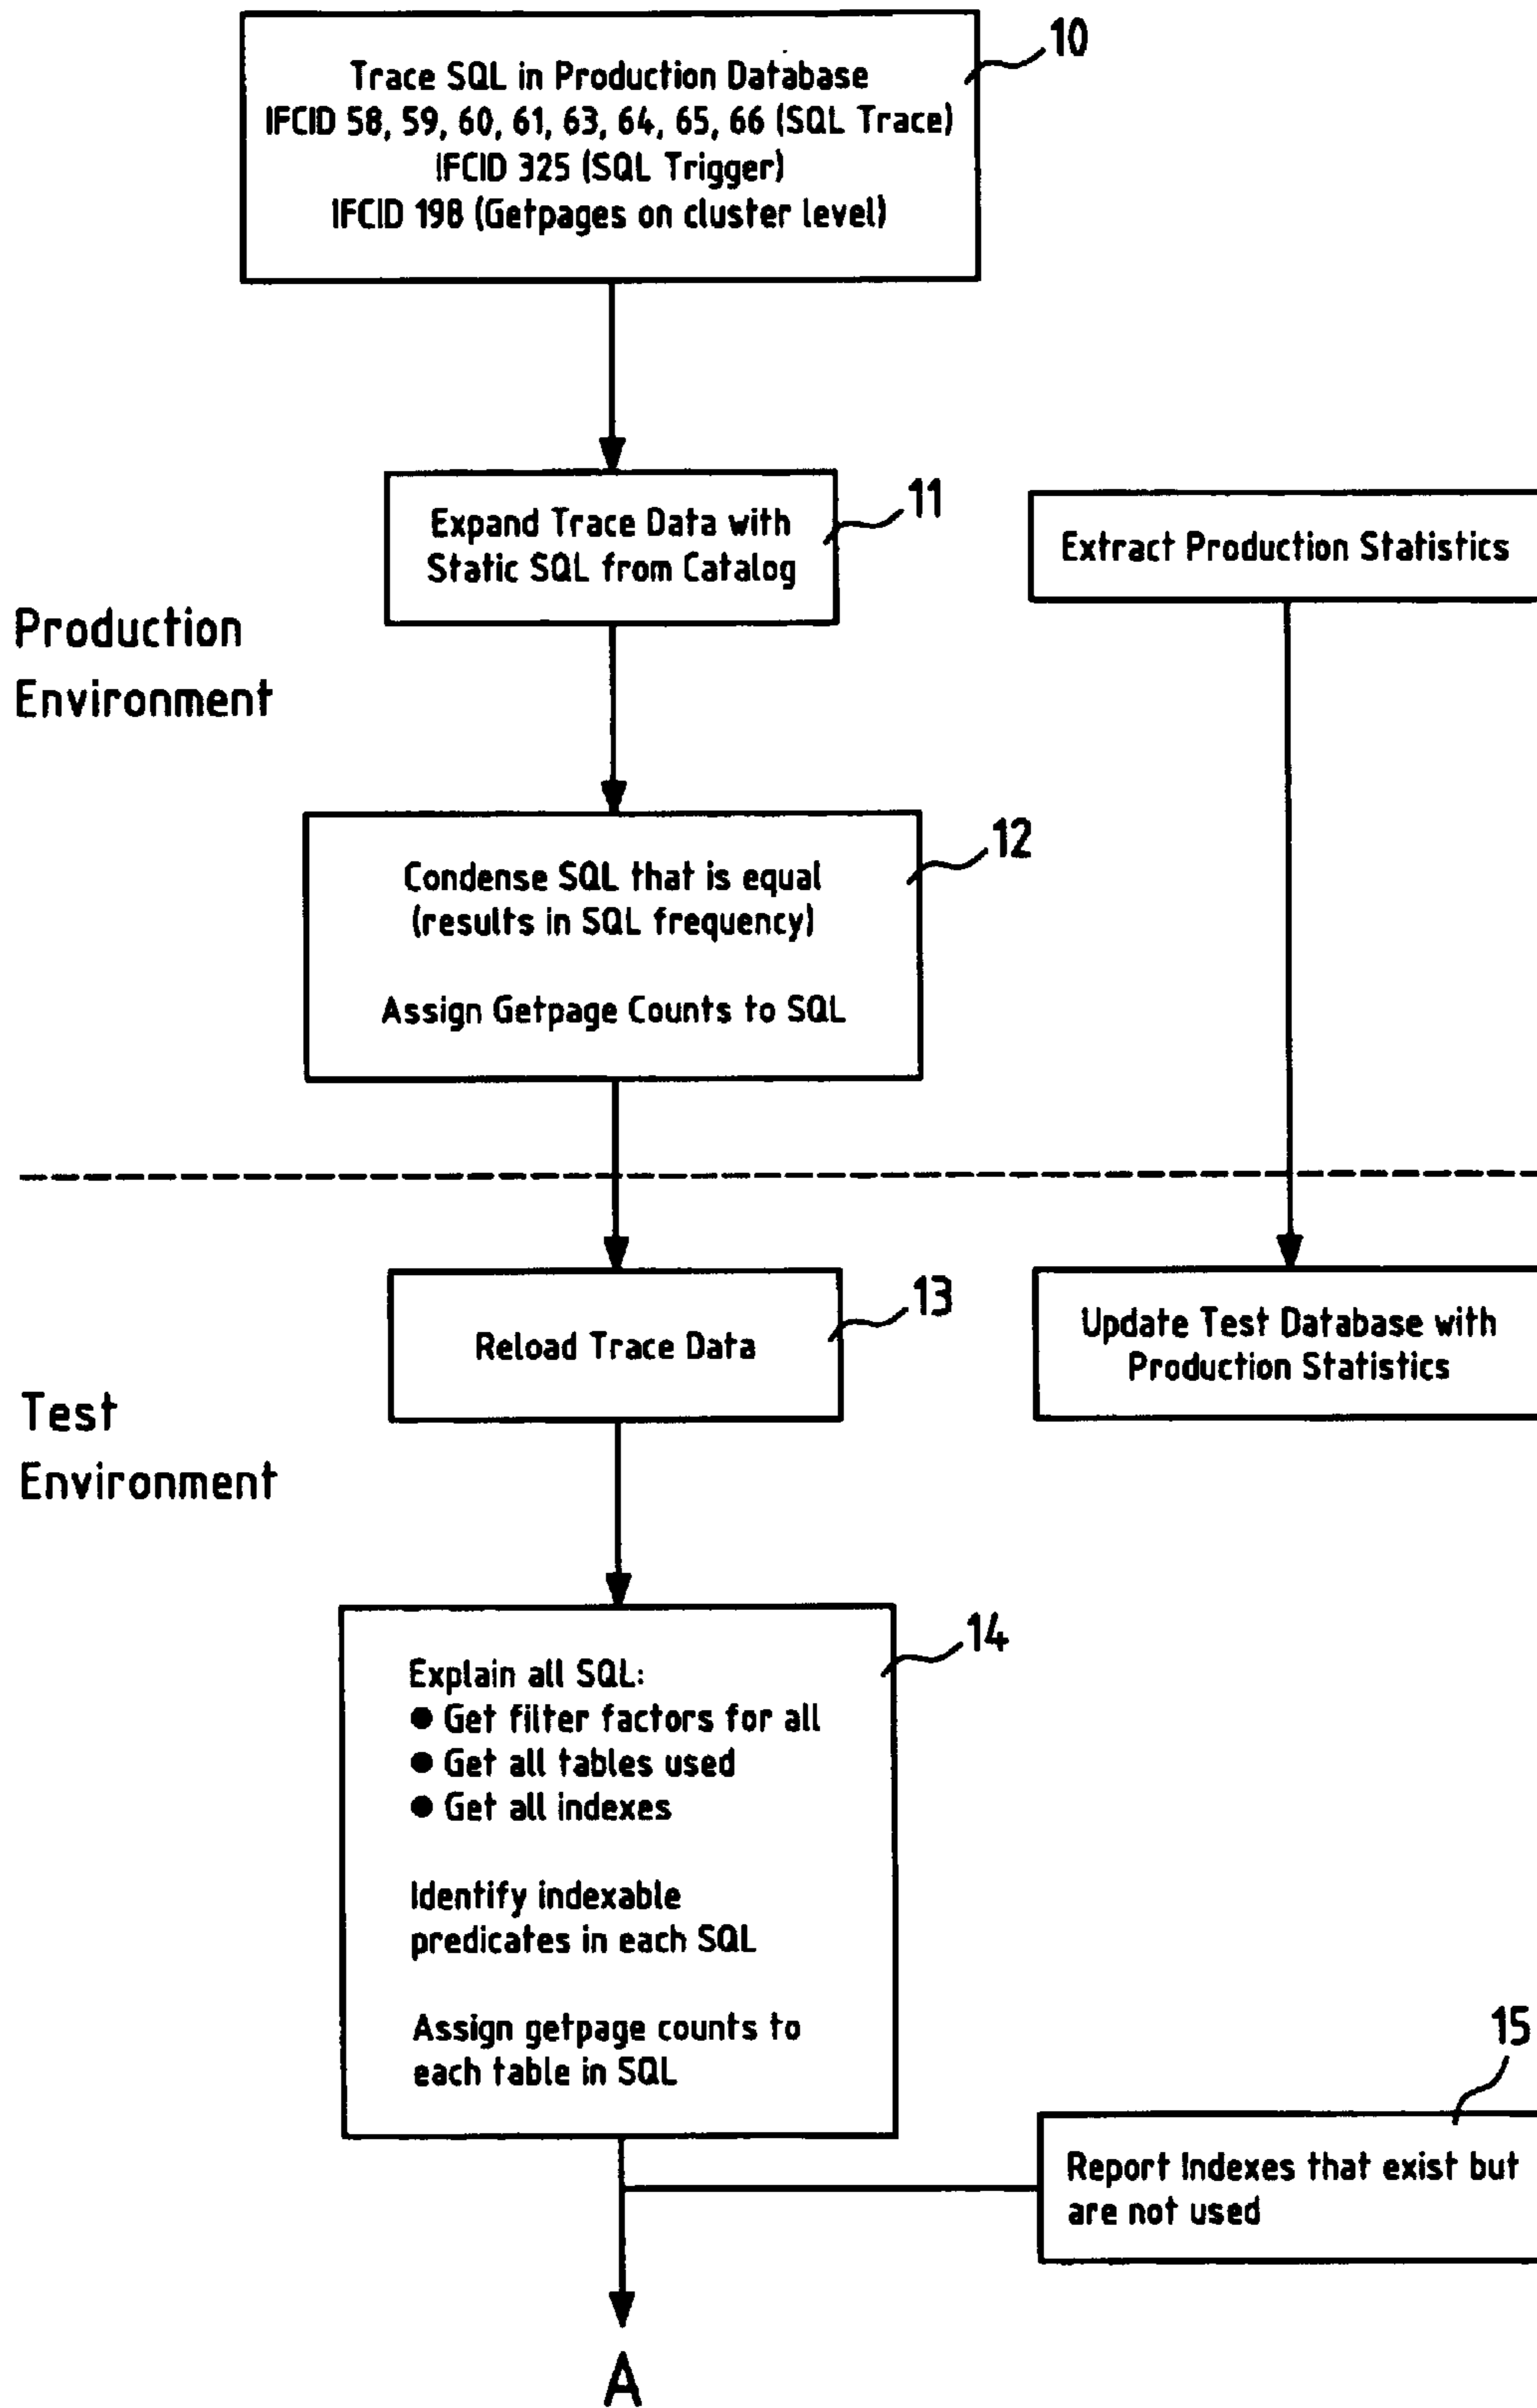 10
Trace SQL in Production Database
IFCID 58, 59, 60, 61, 63, 64, 65, 66 (SQL Trace)
IFCID 325 (SQL Trigger)
IFCID 198 (Getpages on cluster level)
11
Expand Trace Data with
Static SQL from Catalog
Extract Production Statistics
Production
Environment
12
Condense SQL that is equal
(results in SQL frequency)
Assign Getpage Counts to SQL
13
Reload Trace Data
Update Test Database with
Production Statistics
Test
Environment
14
Explain all SQL:
● Get filter factors for all
● Get all tables used
● Get all indexes
Identify indexable
predicates in each SQL
Assign getpage counts to
each table in SQL
15
Report Indexes that exist but
are not used
A